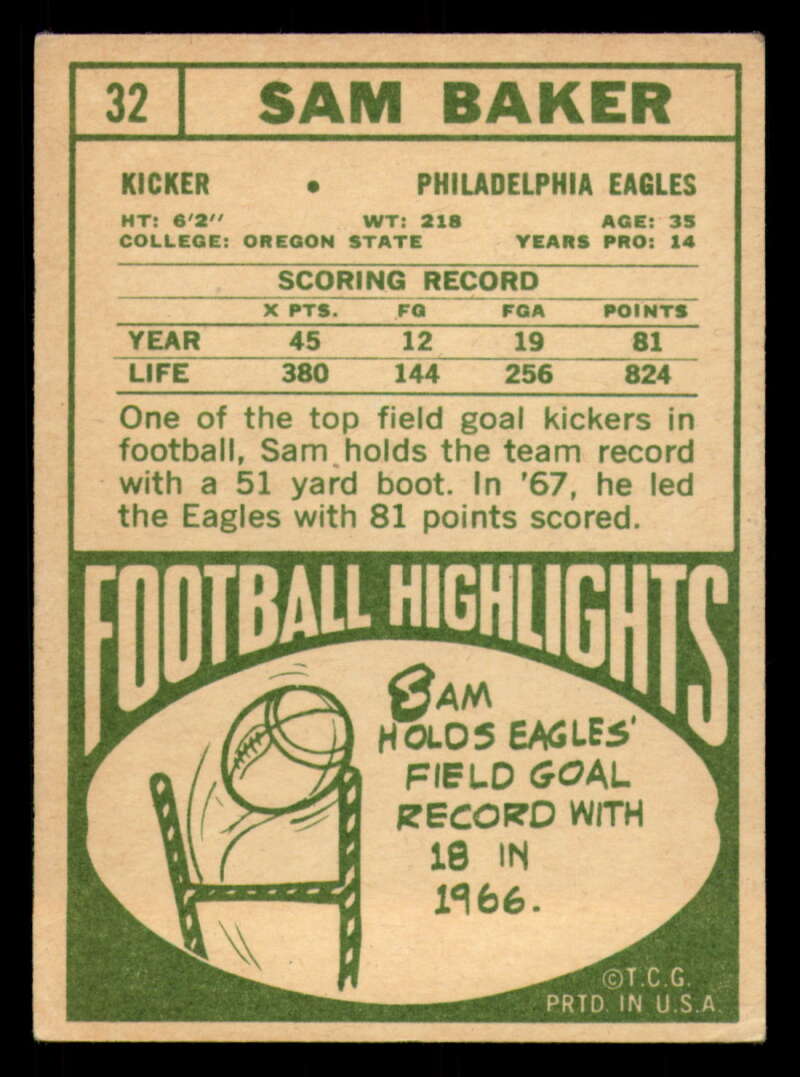 32 SAM BAKER
KICKER • PHILADELPHIA EAGLES
HT: 6'2" WT: 218 AGE: 35
COLLEGE: OREGON STATE YEARS PRO: 14
SCORING RECORD
X PTS. FG FGA POINTS
YEAR 45 12 19 81
LIFE 380 144 256 824
One of the top field goal kickers in
football, Sam holds the team record
with a 51 yard boot. In '67, he led
the Eagles with 81 points scored.
FOOTBALL HIGHLIGHTS
SAM
HOLDS EAGLES'
FIELD GOAL
RECORD WITH
18 IN
1966.
©T.C.G.
PRTD. IN U.S.A.